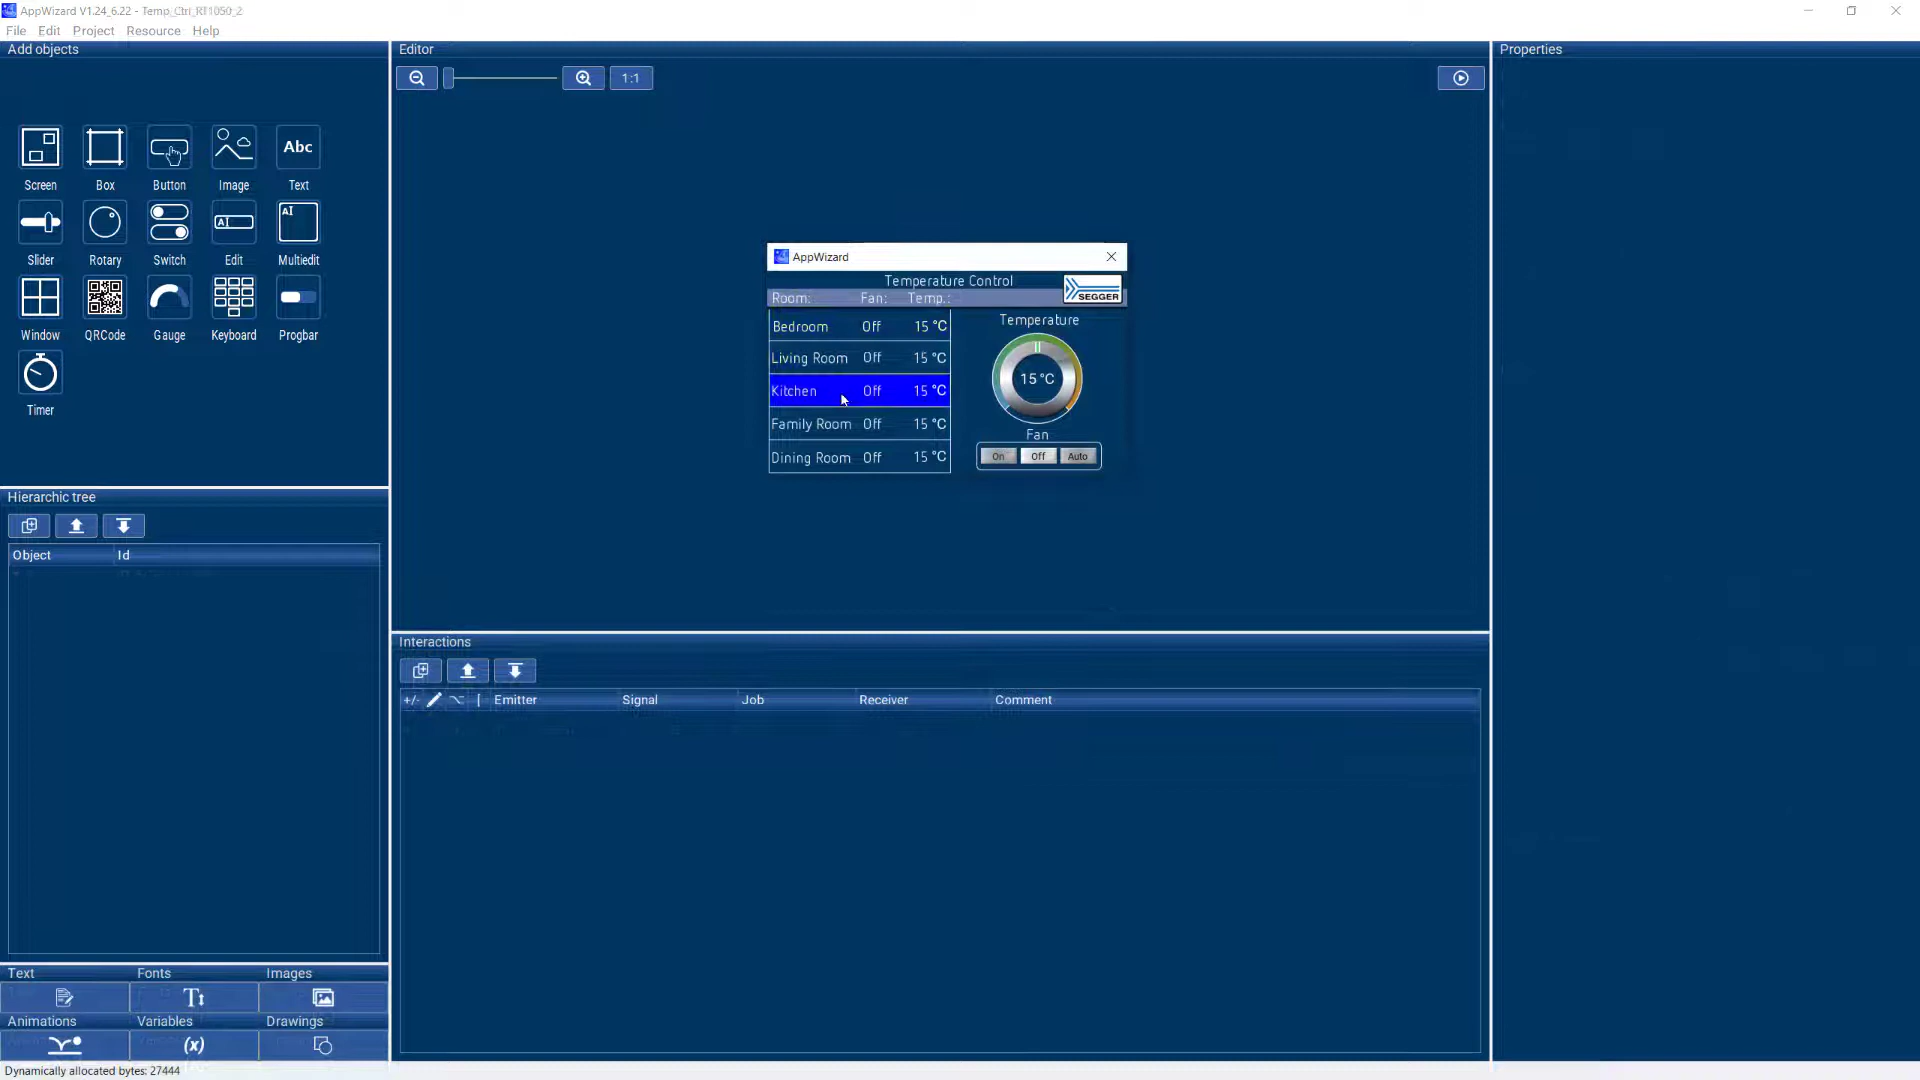 AppWizard V1.24_6.22 - Temp_Ctrl_RT1050_2
File Edit Project Resource Help
Add objects
Screen Box Button Image Text
Abc
Slider Rotary Switch Edit Multiedit
AI AI
Window QRCode Gauge Keyboard Progbar
Timer
Hierarchic tree
Object Id
Text Fonts Images
Animations Variables Drawings
(x)
Dynamically allocated bytes: 27444
Editor
1:1
AppWizard
Temperature Control
SEGGER
Room: Fan: Temp.:
Bedroom Off 15 °C
Living Room Off 15 °C
Kitchen Off 15 °C
Family Room Off 15 °C
Dining Room Off 15 °C
Temperature
15 °C
Fan
On Off Auto
Interactions
+/- Emitter Signal Job Receiver Comment
Properties